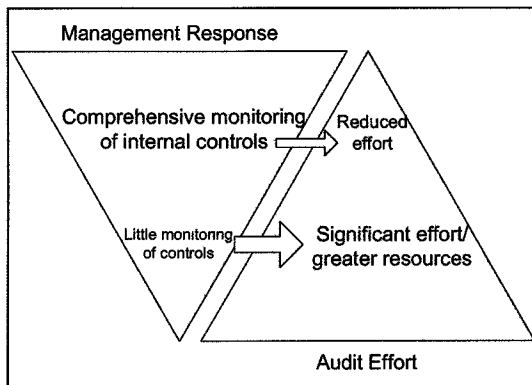 Management Response
Comprehensive monitoring
of internal controls
Reduced
effort
Little monitoring
of controls
Significant effort/
greater resources
Audit Effort